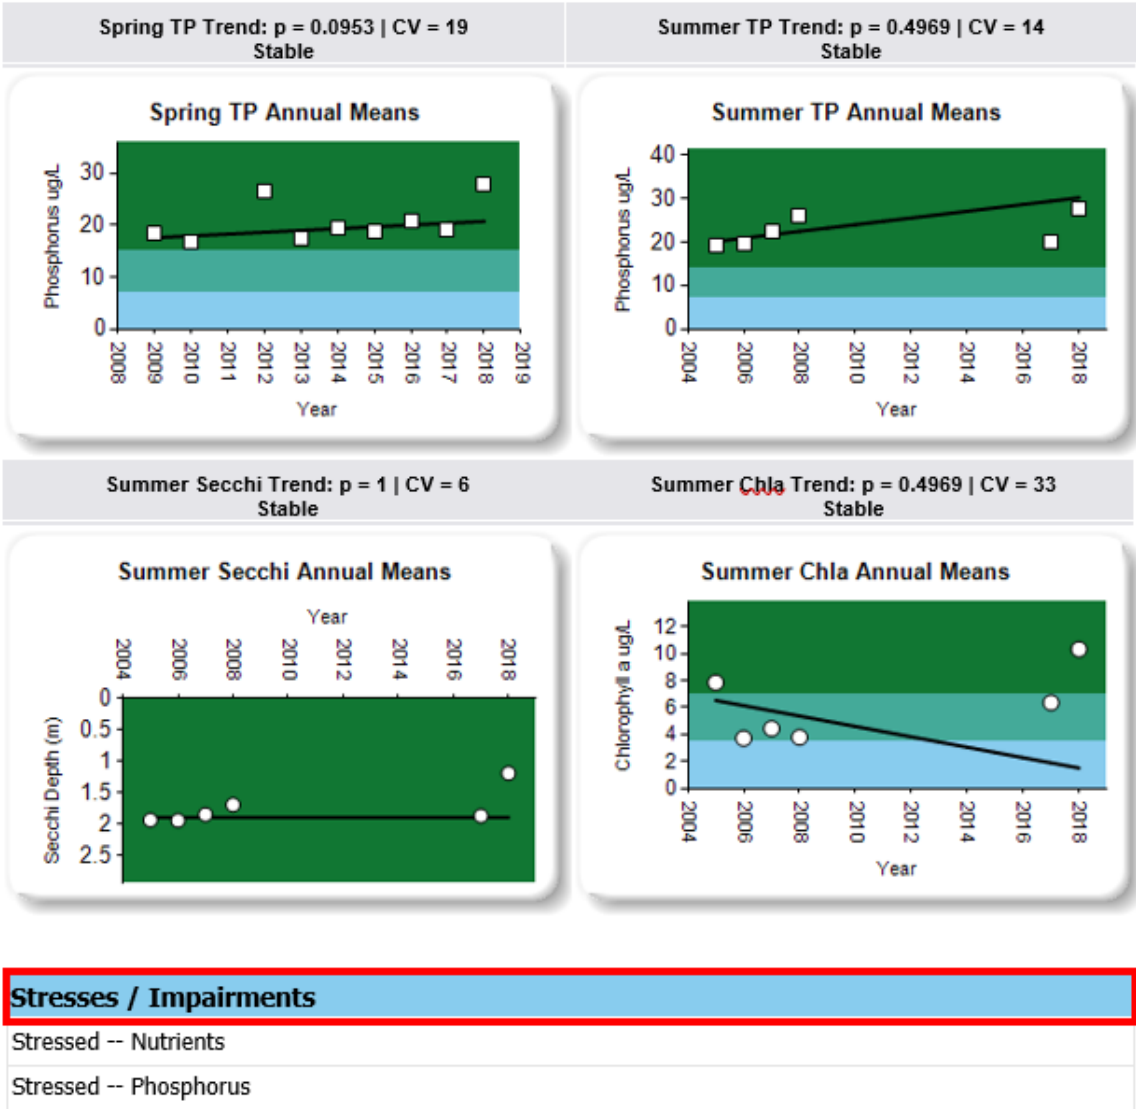 Spring TP Trend: p = 0.0953 | CV = 19
Stable
Summer TP Trend: p = 0.4969 | CV = 14
Stable
Spring TP Annual Means
Phosphorus ug/L
30
20
10
0
2008 2009 2010 2011 2012 2013 2014 2015 2016 2017 2018 2019
Year
Summer TP Annual Means
Phosphorus ug/L
40
30
20
10
0
2004 2006 2008 2010 2012 2014 2016 2018
Year
Summer Secchi Trend: p = 1 | CV = 6
Stable
Summer Chla Trend: p = 0.4969 | CV = 33
Stable
Summer Secchi Annual Means
Year
2004 2006 2008 2010 2012 2014 2016 2018
Secchi Depth (m)
0
0.5
1
1.5
2
2.5
Summer Chla Annual Means
Chlorophyll a ug/L
12
10
8
6
4
2
0
2004 2006 2008 2010 2012 2014 2016 2018
Year
Stresses / Impairments
Stressed -- Nutrients
Stressed -- Phosphorus